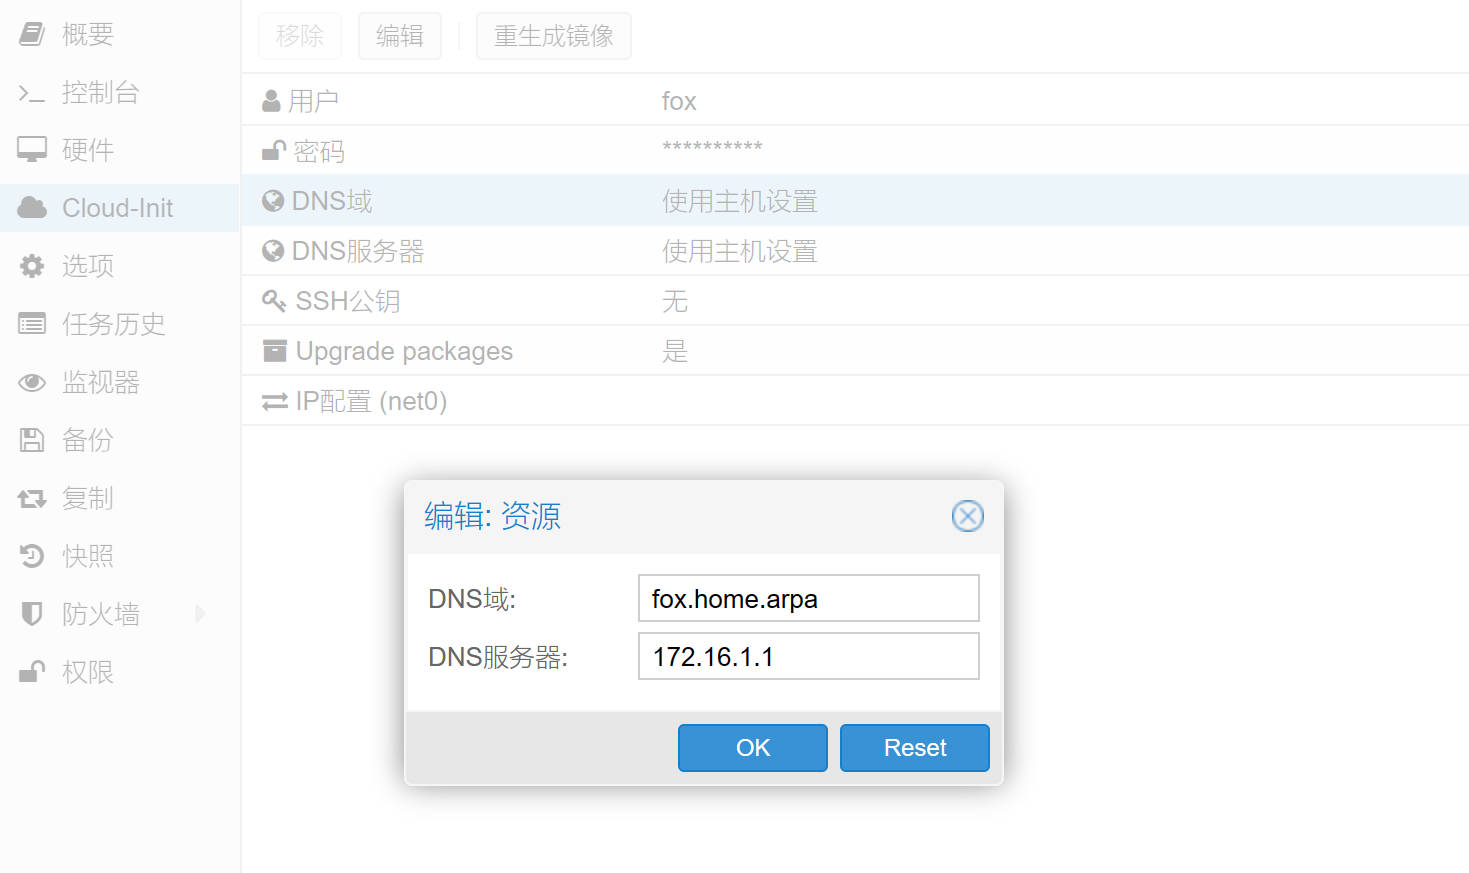 概要
控制台
硬件
Cloud-Init
选项
任务历史
监视器
备份
复制
快照
防火墙
权限
移除 编辑 重生成镜像
用户 fox
密码 **********
DNS域 使用主机设置
DNS服务器 使用主机设置
SSH公钥 无
Upgrade packages 是
IP配置 (net0)
编辑: 资源
DNS域: fox.home.arpa
DNS服务器: 172.16.1.1
OK Reset